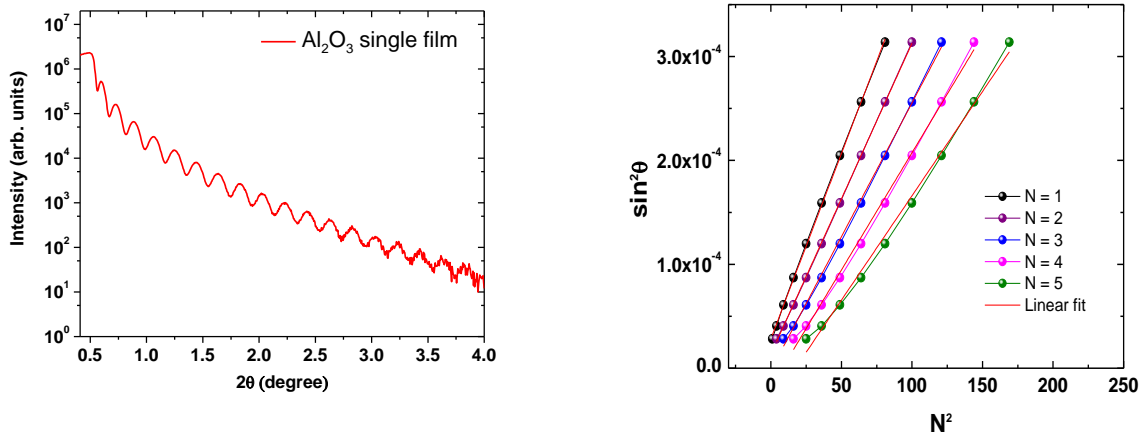 10⁷
10⁶
10⁵
10⁴
10³
10²
10¹
10⁰
Intensity (arb. units)
Al₂O₃ single film
0.5 1.0 1.5 2.0 2.5 3.0 3.5 4.0
2θ (degree)
3.0x10⁻⁴
2.0x10⁻⁴
1.0x10⁻⁴
0.0
sin²θ
N = 1
N = 2
N = 3
N = 4
N = 5
Linear fit
0 50 100 150 200 250
N²